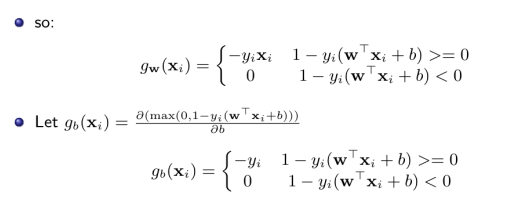 so:
g_w(x_i) = { −y_i x_i    1 − y_i(w^⊤ x_i + b) >= 0
0    1 − y_i(w^⊤ x_i + b) < 0
Let g_b(x_i) = ∂(max(0,1−y_i(w^⊤ x_i+b))) / ∂b
g_b(x_i) = { −y_i    1 − y_i(w^⊤ x_i + b) >= 0
0    1 − y_i(w^⊤ x_i + b) < 0